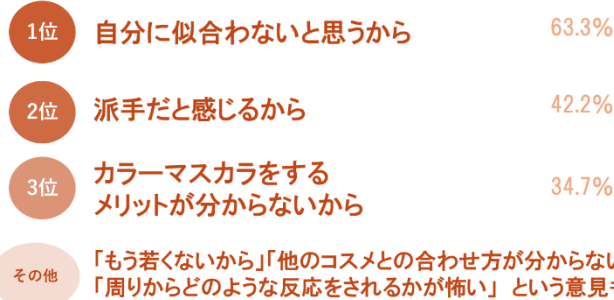 1位 自分に似合わないと思うから 63.3%
2位 派手だと感じるから 42.2%
3位 カラーマスカラをする
メリットが分からないから 34.7%
その他 「もう若くないから」「他のコスメとの合わせ方が分からない
「周りからどのような反応をされるかが怖い」 という意見